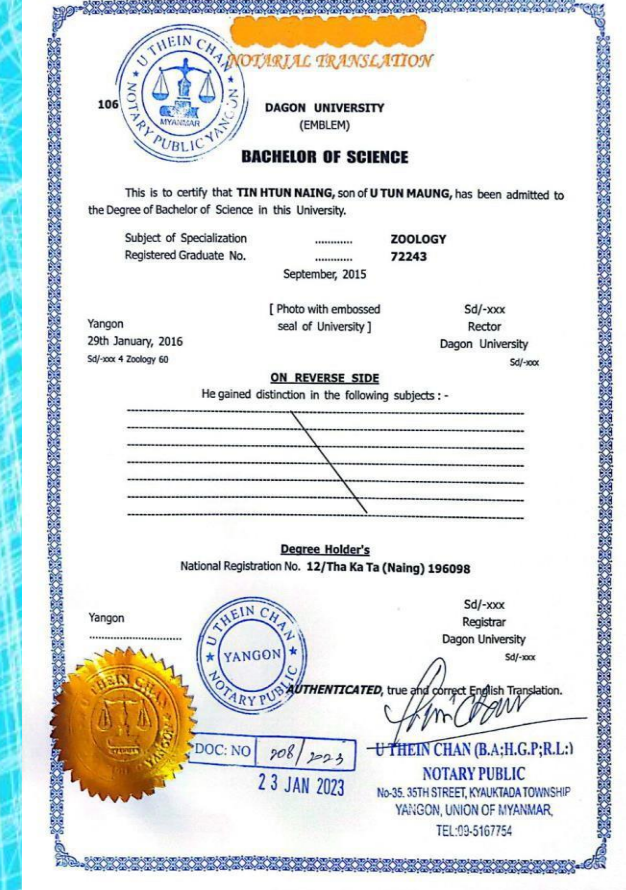 U THEIN CHAN
NOTARY PUBLIC YANGON
MYANMAR
NOTARIAL TRANSLATION
106
DAGON UNIVERSITY
(EMBLEM)
BACHELOR OF SCIENCE
This is to certify that TIN HTUN NAING, son of U TUN MAUNG, has been admitted to
the Degree of Bachelor of Science in this University.
Subject of Specialization ............ ZOOLOGY
Registered Graduate No. ............ 72243
September, 2015
[ Photo with embossed
seal of University ]
Sd/-xxx
Rector
Dagon University
Sd/-xxx
Yangon
29th January, 2016
Sd/-xxx 4 Zoology 60
ON REVERSE SIDE
He gained distinction in the following subjects : -
Degree Holder's
National Registration No. 12/Tha Ka Ta (Naing) 196098
Yangon
..............................
Sd/-xxx
Registrar
Dagon University
Sd/-xxx
U THEIN CHAN
YANGON
NOTARY PUBLIC
AUTHENTICATED, true and correct English Translation.
U THEIN CHAN
YANGON
DOC: NO 208/2023
23 JAN 2023
U THEIN CHAN (B.A;H.G.P;R.L:)
NOTARY PUBLIC
No-35. 35TH STREET, KYAUKTADA TOWNSHIP
YANGON, UNION OF MYANMAR,
TEL:09-5167754